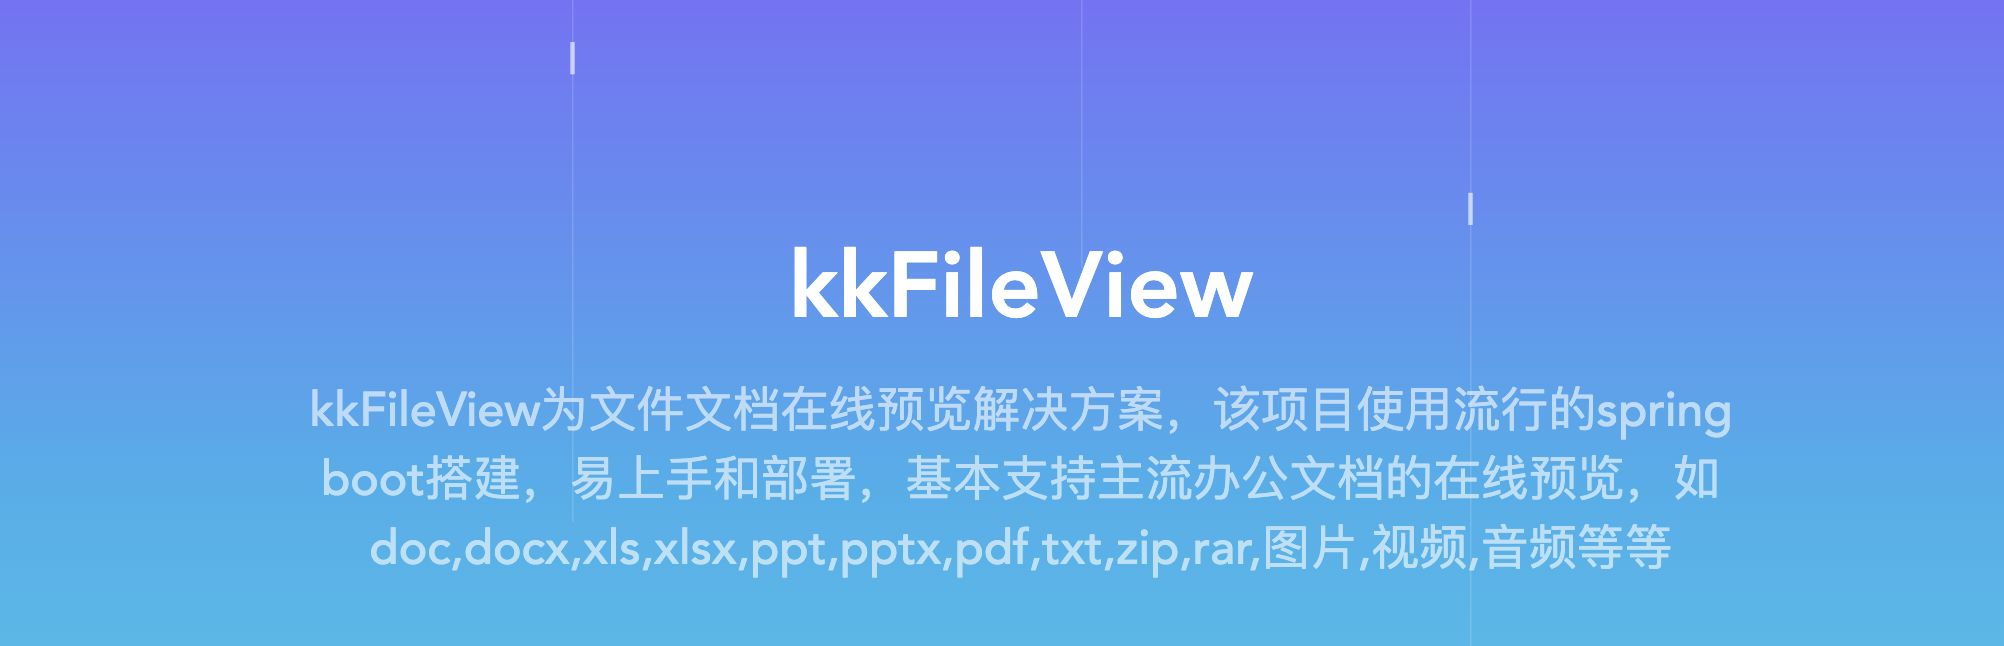 kkFileView
kkFileView为文件文档在线预览解决方案，该项目使用流行的spring
boot搭建，易上手和部署，基本支持主流办公文档的在线预览，如
doc,docx,xls,xlsx,ppt,pptx,pdf,txt,zip,rar,图片,视频,音频等等